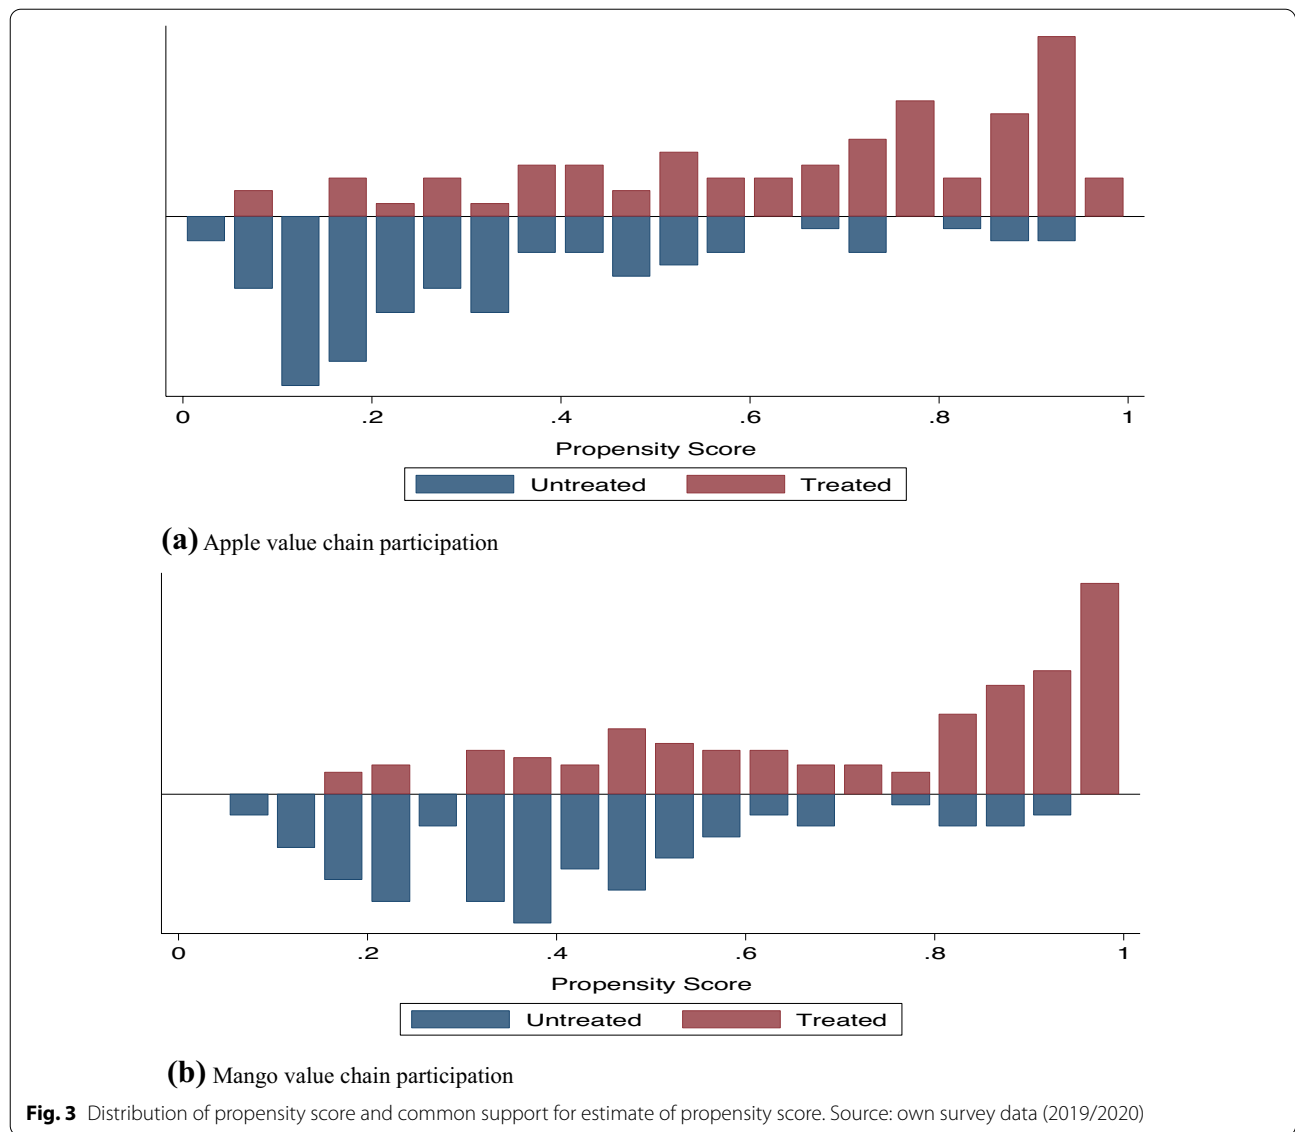 0 .2 .4 .6 .8 1
Propensity Score
Untreated Treated
(a) Apple value chain participation
0 .2 .4 .6 .8 1
Propensity Score
Untreated Treated
(b) Mango value chain participation
Fig. 3 Distribution of propensity score and common support for estimate of propensity score. Source: own survey data (2019/2020)